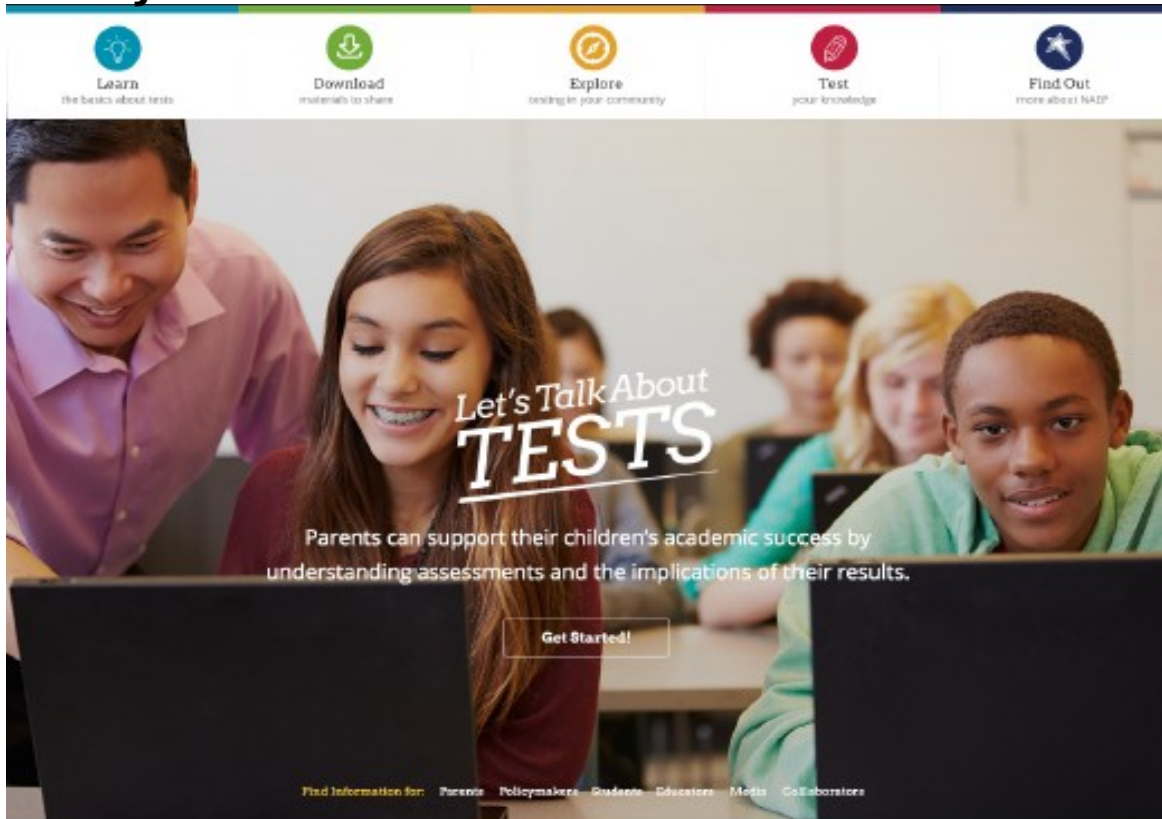 Learn
the basics about tests
Download
materials to share
Explore
testing in your community
Test
your knowledge
Find Out
more about NAEP
Let's Talk About
TESTS
Parents can support their children's academic success by
understanding assessments and the implications of their results.
Get Started!
Find Information for: Parents Policymakers Students Educators Media Collaborators